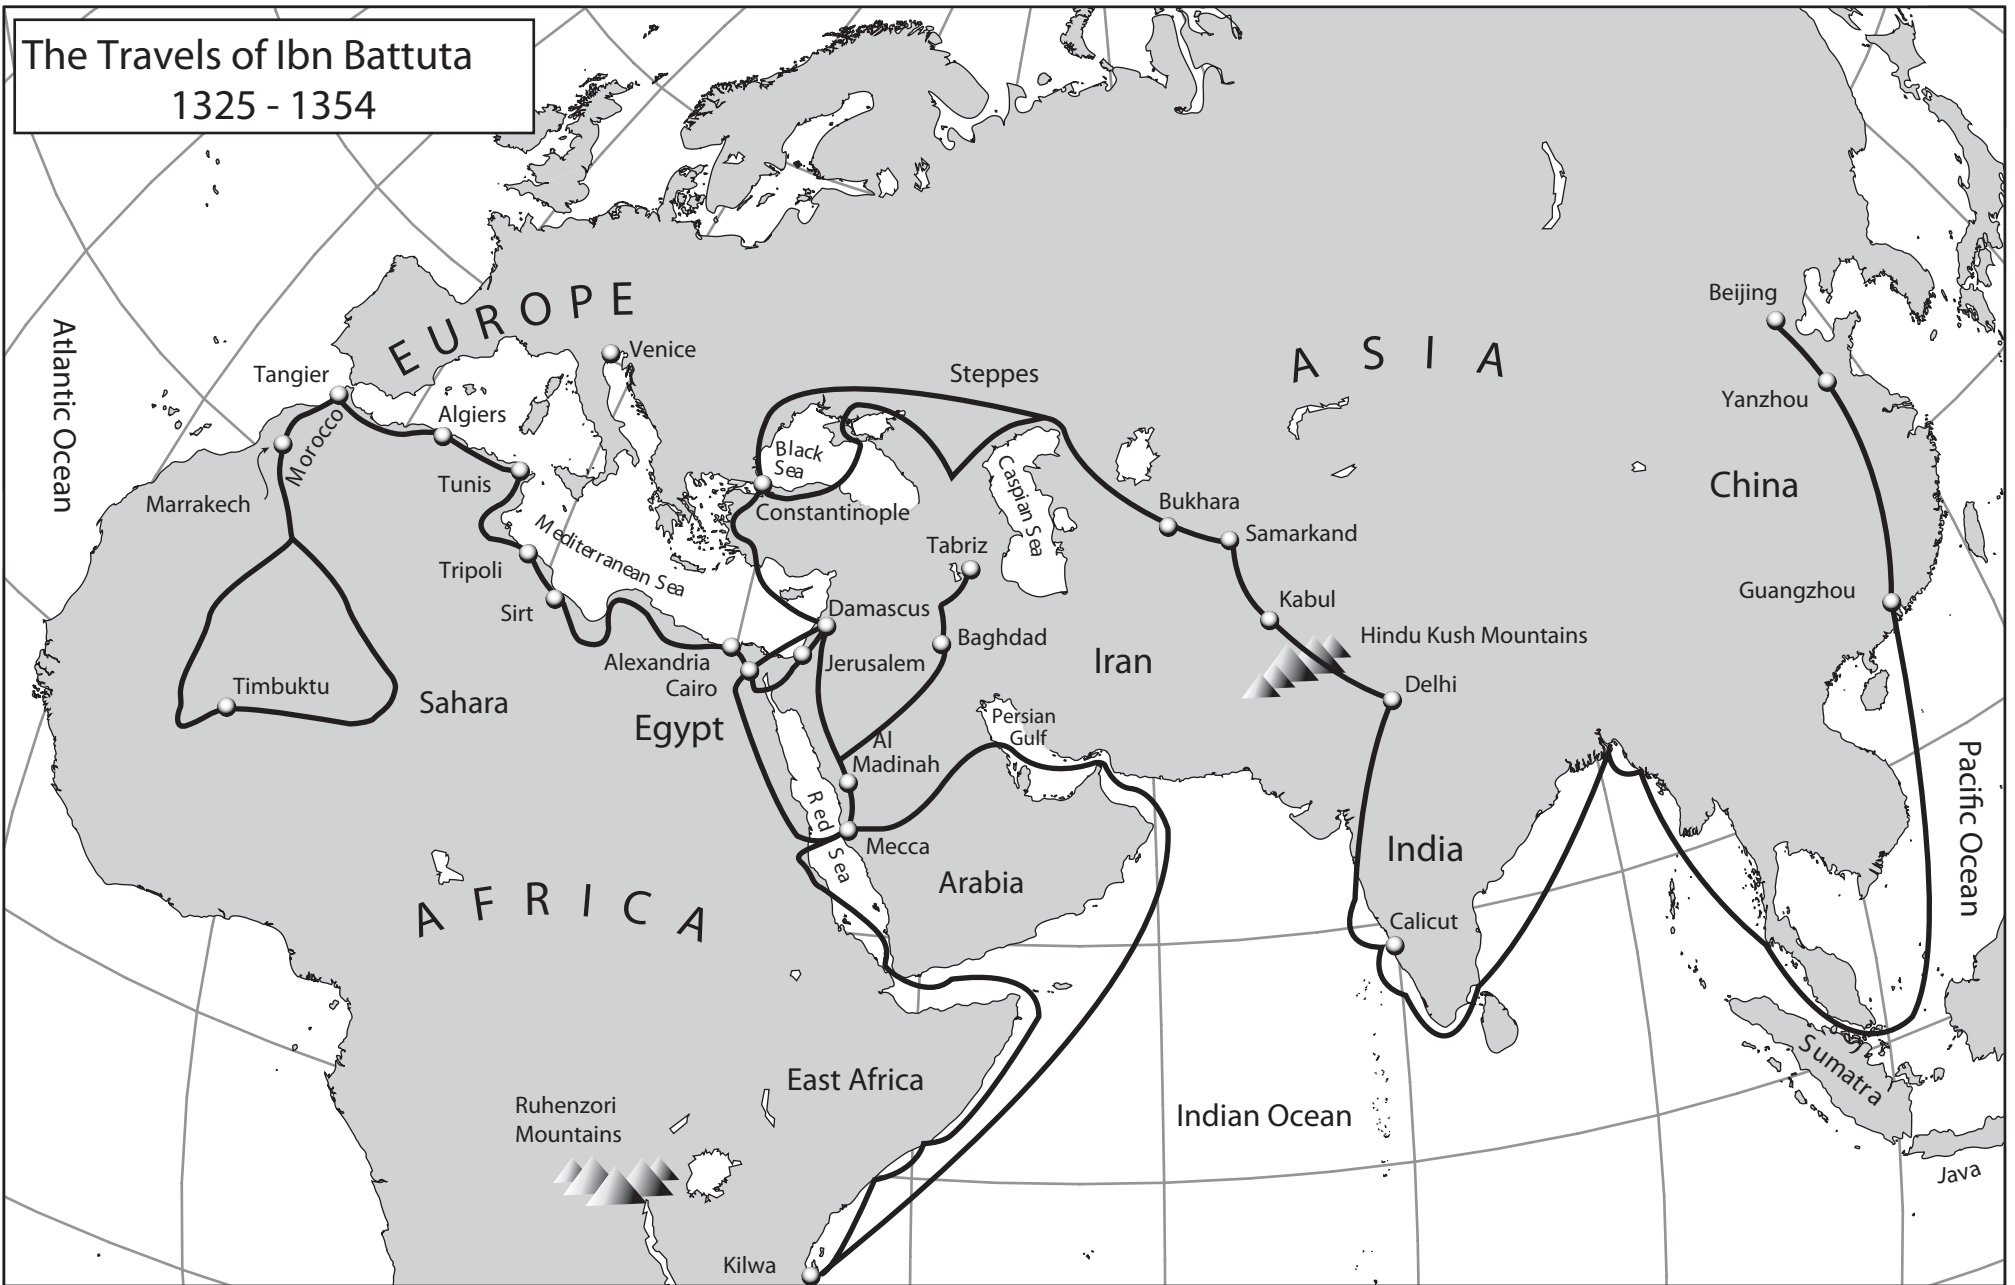 The Travels of Ibn Battuta
1325 - 1354
Beijing
EUROPE
Atlantic Ocean
Venice
ASIA
Tangier
Steppes
Yanzhou
Algiers
Morocco
Black
Sea
Caspian Sea
Tunis
China
Marrakech
Bukhara
Constantinople
Samarkand
Mediterranean Sea
Tabriz
Tripoli
Guangzhou
Sirt
Damascus
Kabul
Baghdad
Hindu Kush Mountains
Alexandria
Jerusalem
Iran
Cairo
Timbuktu
Delhi
Sahara
Egypt
Persian
Gulf
Al
Madinah
Pacific Ocean
Red
Sea
Mecca
India
Arabia
AFRICA
Calicut
East Africa
Sumatra
Ruhenzori
Mountains
Indian Ocean
Java
Kilwa